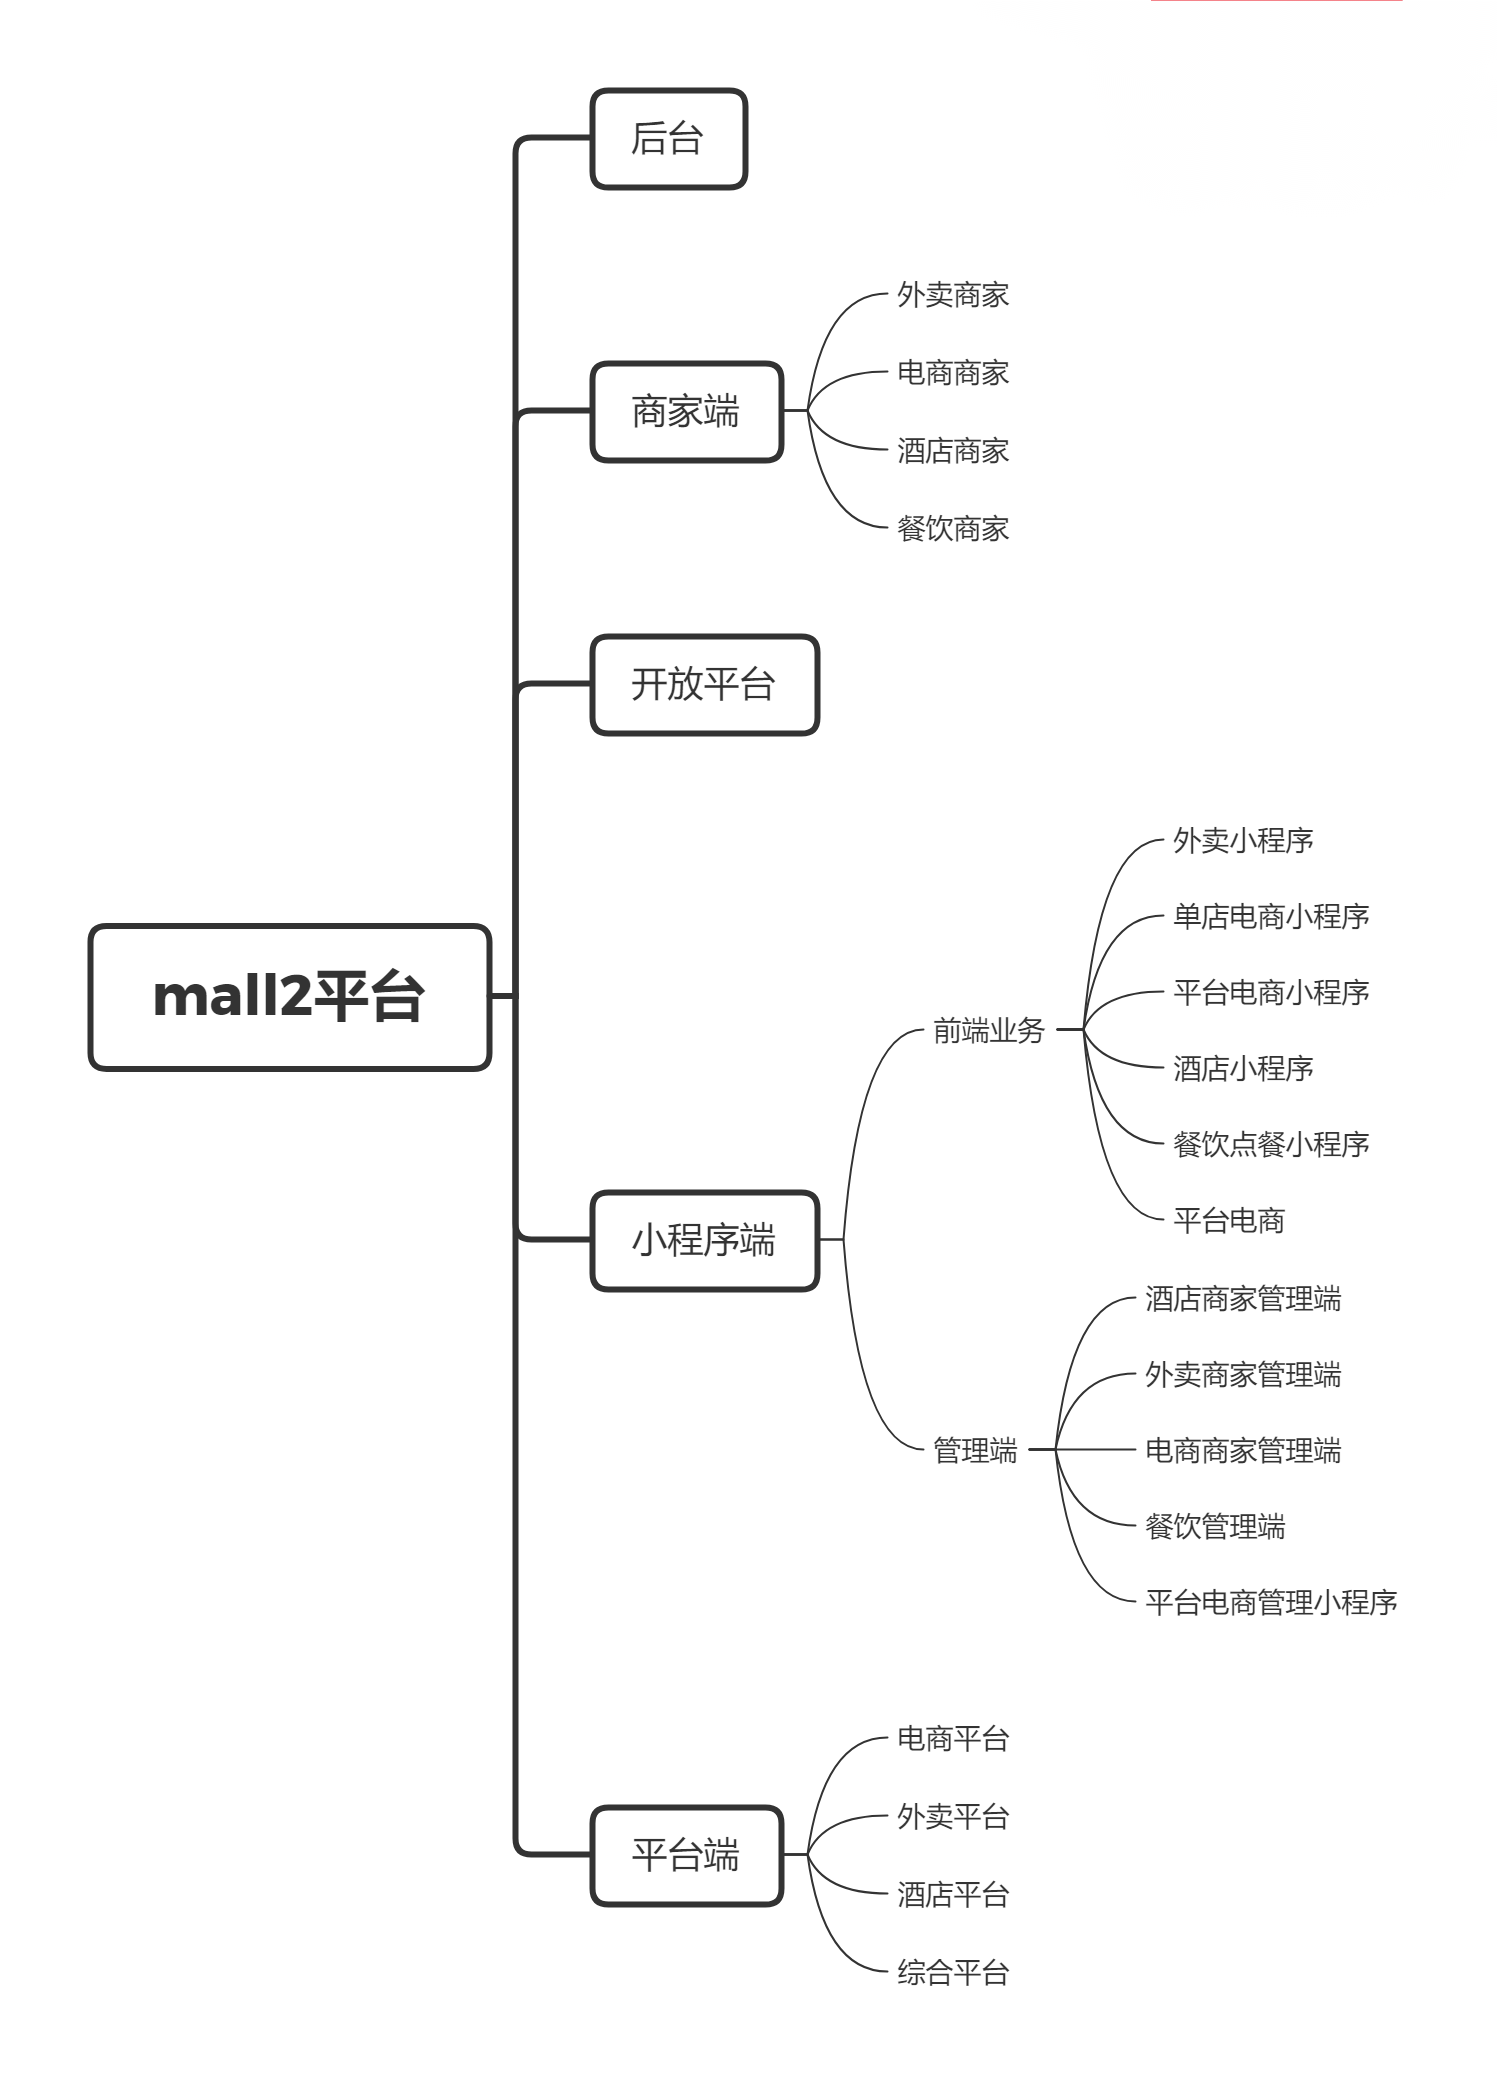 后台
外卖商家
电商商家
商家端
酒店商家
餐饮商家
开放平台
外卖小程序
单店电商小程序
平台电商小程序
前端业务
酒店小程序
餐饮点餐小程序
平台电商
mall2平台
小程序端
酒店商家管理端
外卖商家管理端
管理端
电商商家管理端
餐饮管理端
平台电商管理小程序
电商平台
外卖平台
平台端
酒店平台
综合平台